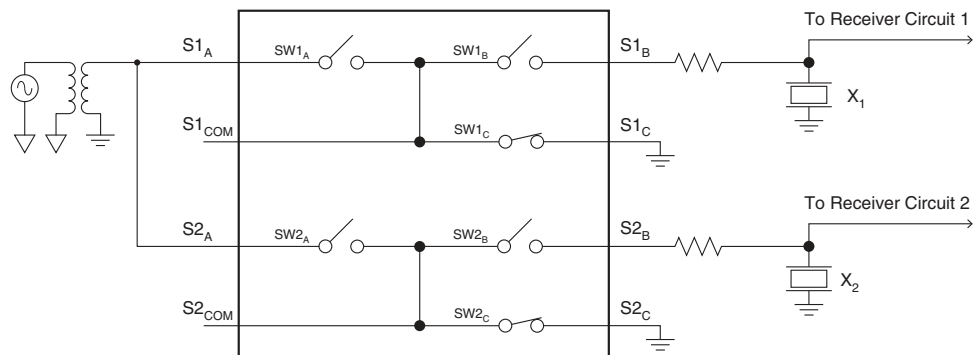 To Receiver Circuit 1
S1A SW1A SW1B S1B
X1
S1COM SW1C S1C
To Receiver Circuit 2
S2A SW2A SW2B S2B
X2
S2COM SW2C S2C